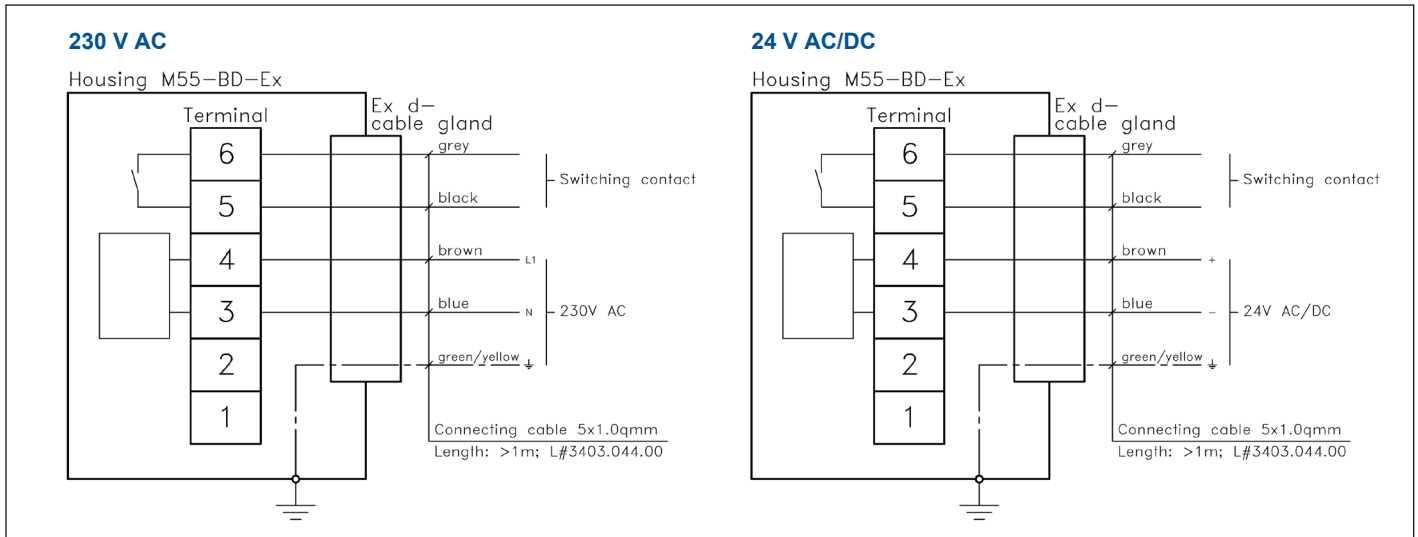 230 V AC
Housing M55-BD-Ex
Terminal
Ex d-
cable gland
6
grey
Switching contact
5
black
4
brown
L1
3
blue
N
230V AC
2
green/yellow
1
Connecting cable 5x1.0qmm
Length: >1m; L#3403.044.00
24 V AC/DC
Housing M55-BD-Ex
Terminal
Ex d-
cable gland
6
grey
Switching contact
5
black
4
brown
+
3
blue
-
24V AC/DC
2
green/yellow
1
Connecting cable 5x1.0qmm
Length: >1m; L#3403.044.00